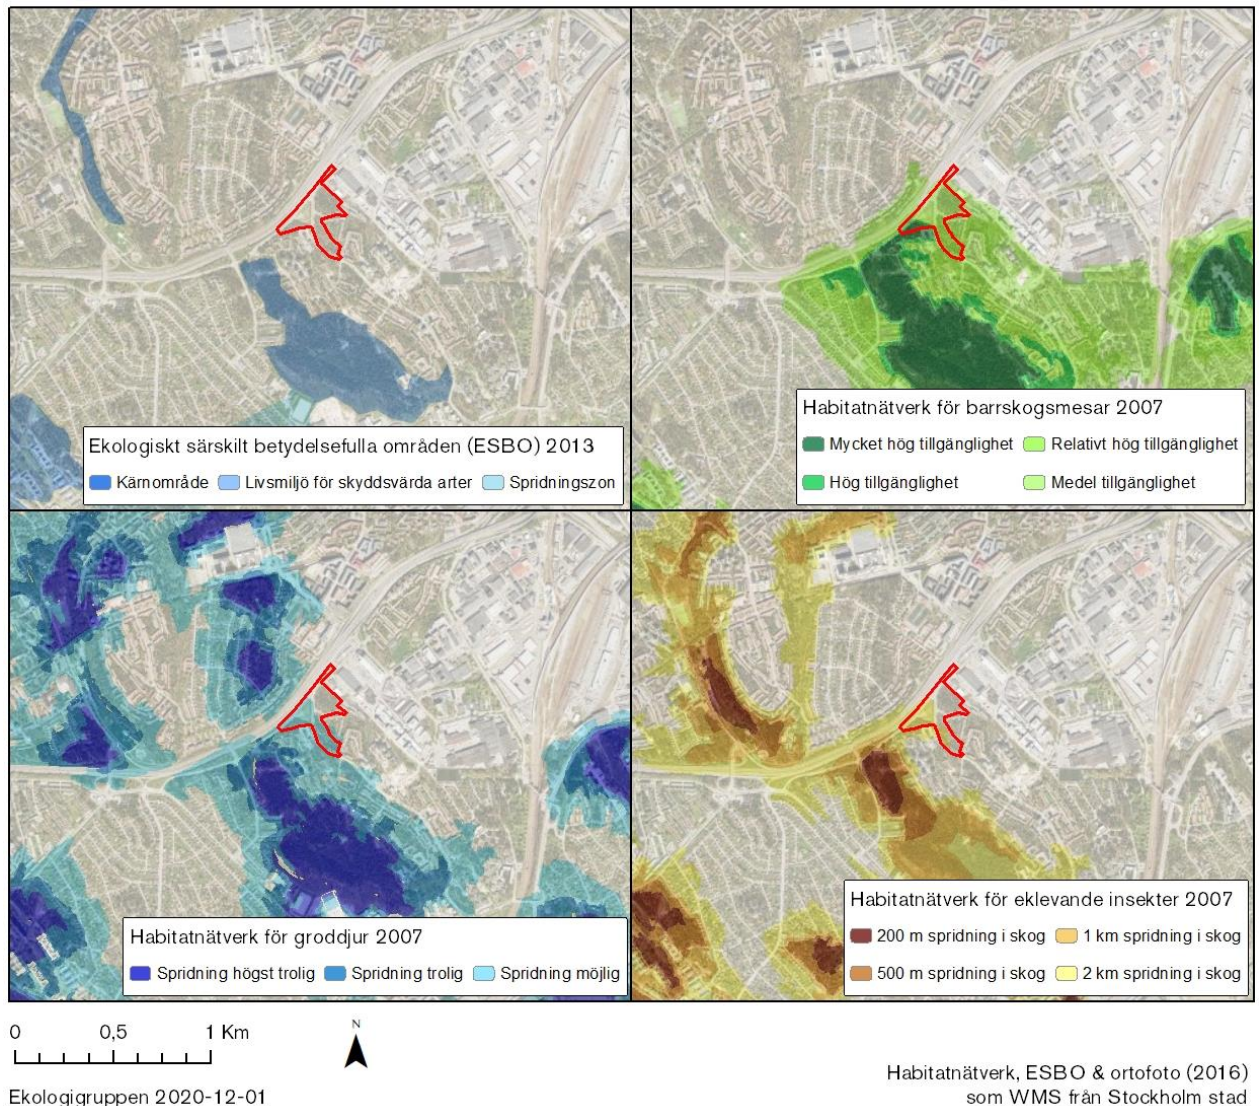 Ekologiskt särskilt betydelsefulla områden (ESBO) 2013
Kärnområde Livsmiljö för skyddsvärda arter Spridningszon
Habitatnätverk för barrskogsmesar 2007
Mycket hög tillgänglighet Relativt hög tillgänglighet
Hög tillgänglighet Medel tillgänglighet
Habitatnätverk för groddjur 2007
Spridning högst trolig Spridning trolig Spridning möjlig
Habitatnätverk för eklevande insekter 2007
200 m spridning i skog 1 km spridning i skog
500 m spridning i skog 2 km spridning i skog
0 0,5 1 Km
N
Ekologigruppen 2020-12-01
Habitatnätverk, ESBO & ortofoto (2016)
som WMS från Stockholm stad